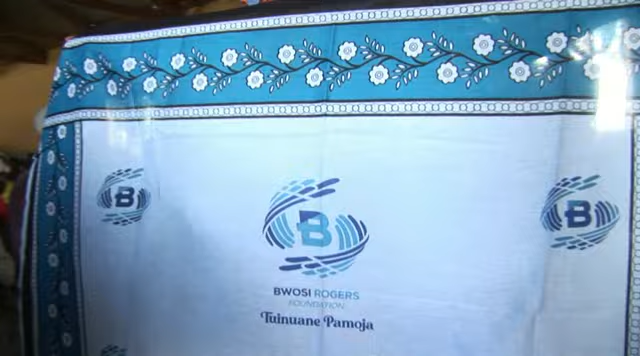 B
B
B
BWOSI ROGERS
FOUNDATION
Tuinuane Pamoja